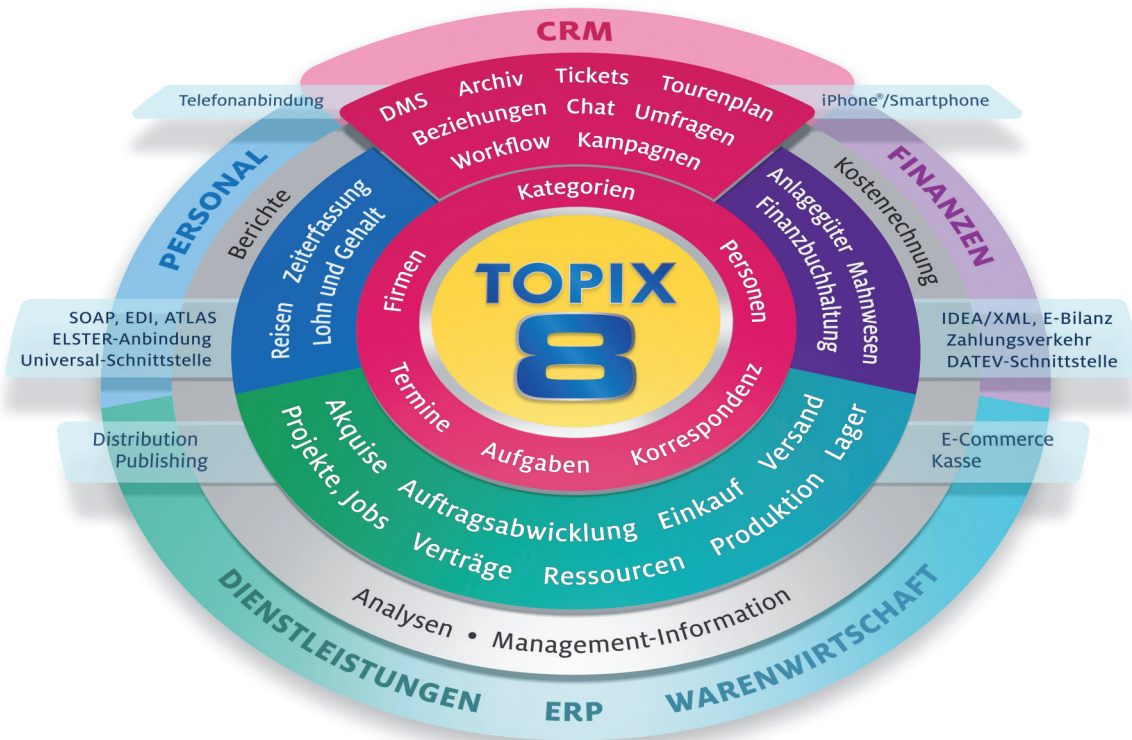 CRM
DMS Archiv Tickets Tourenplan
Beziehungen Chat Umfragen
Workflow Kampagnen
Telefonanbindung
iPhone®/Smartphone
PERSONAL
Berichte
Zeiterfassung
Reisen Lohn und Gehalt
FINANZEN
Kostenrechnung
Anlagegüter Mahnwesen
Finanzbuchhaltung
Kategorien
Firmen
Personen
TOPIX
8
Termine
Aufgaben
Korrespondenz
SOAP, EDI, ATLAS
ELSTER-Anbindung
Universal-Schnittstelle
IDEA/XML, E-Bilanz
Zahlungsverkehr
DATEV-Schnittstelle
Distribution
Publishing
E-Commerce
Kasse
Akquise Auftragsabwicklung Einkauf Versand
Projekte, Jobs Verträge Ressourcen Produktion Lager
Analysen • Management-Information
DIENSTLEISTUNGEN ERP WARENWIRTSCHAFT